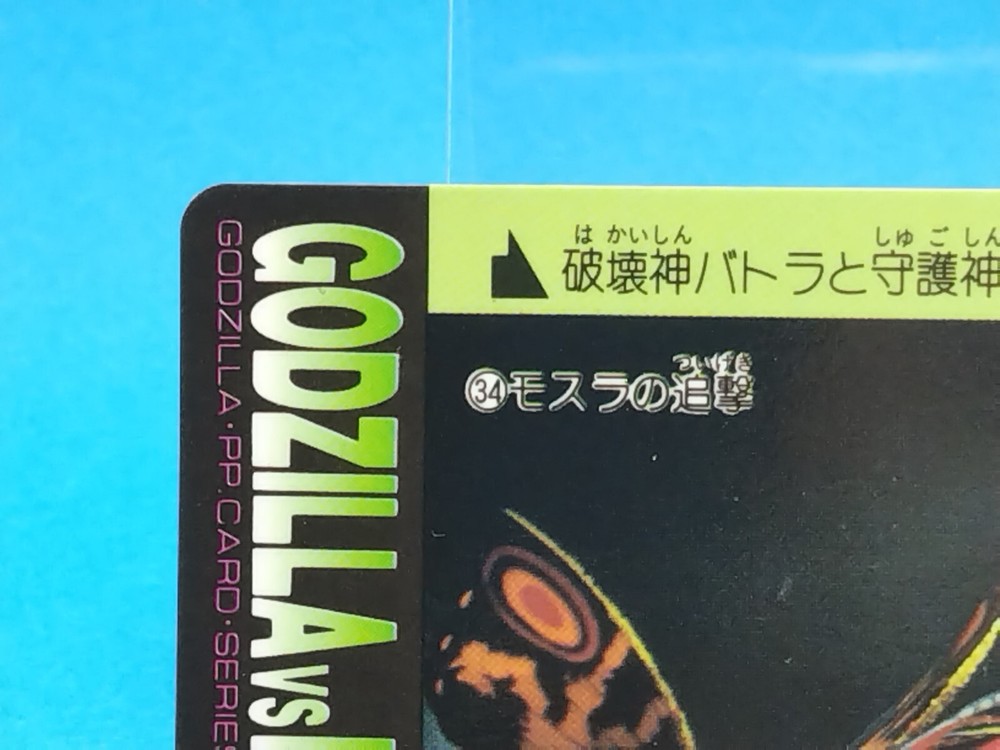 GODZILLA・PP.CARD・SERIES
GODZILLA VS
はかいしん しゅごしん
破壊神バトラと守護神
ついげき
㉞モスラの追撃